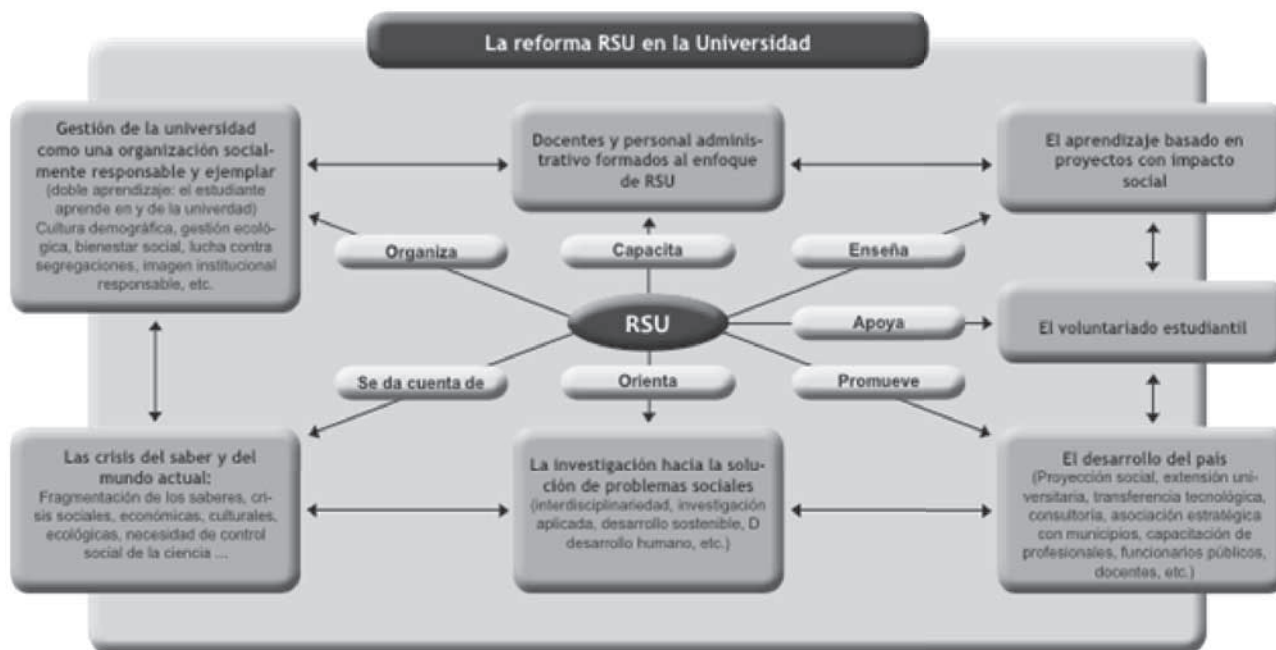 La reforma RSU en la Universidad
Gestión de la universidad
como una organización social-
mente responsable y ejemplar
(doble aprendizaje: el estudiante
aprende en y de la univerdad)
Cultura demográfica, gestión ecoló-
gica, bienestar social, lucha contra
segregaciones, imagen institucional
responsable, etc.
Docentes y personal adminis-
trativo formados al enfoque
de RSU
El aprendizaje basado en
proyectos con impacto
social
Organiza
Capacita
Enseña
RSU
Apoya
El voluntariado estudiantil
Se da cuenta de
Orienta
Promueve
Las crisis del saber y del
mundo actual:
Fragmentación de los saberes, cri-
sis sociales, económicas, culturales,
ecológicas, necesidad de control
social de la ciencia ...
La investigación hacia la solu-
ción de problemas sociales
(interdisciplinariedad, investigación
aplicada, desarrollo sostenible, D
desarrollo humano, etc.)
El desarrollo del pais
(Proyección social, extensión uni-
versitaria, transferencia tecnológica,
consultoría, asociación estratégica
con municipios, capacitación de
profesionales, funcionarios públicos,
docentes, etc.)